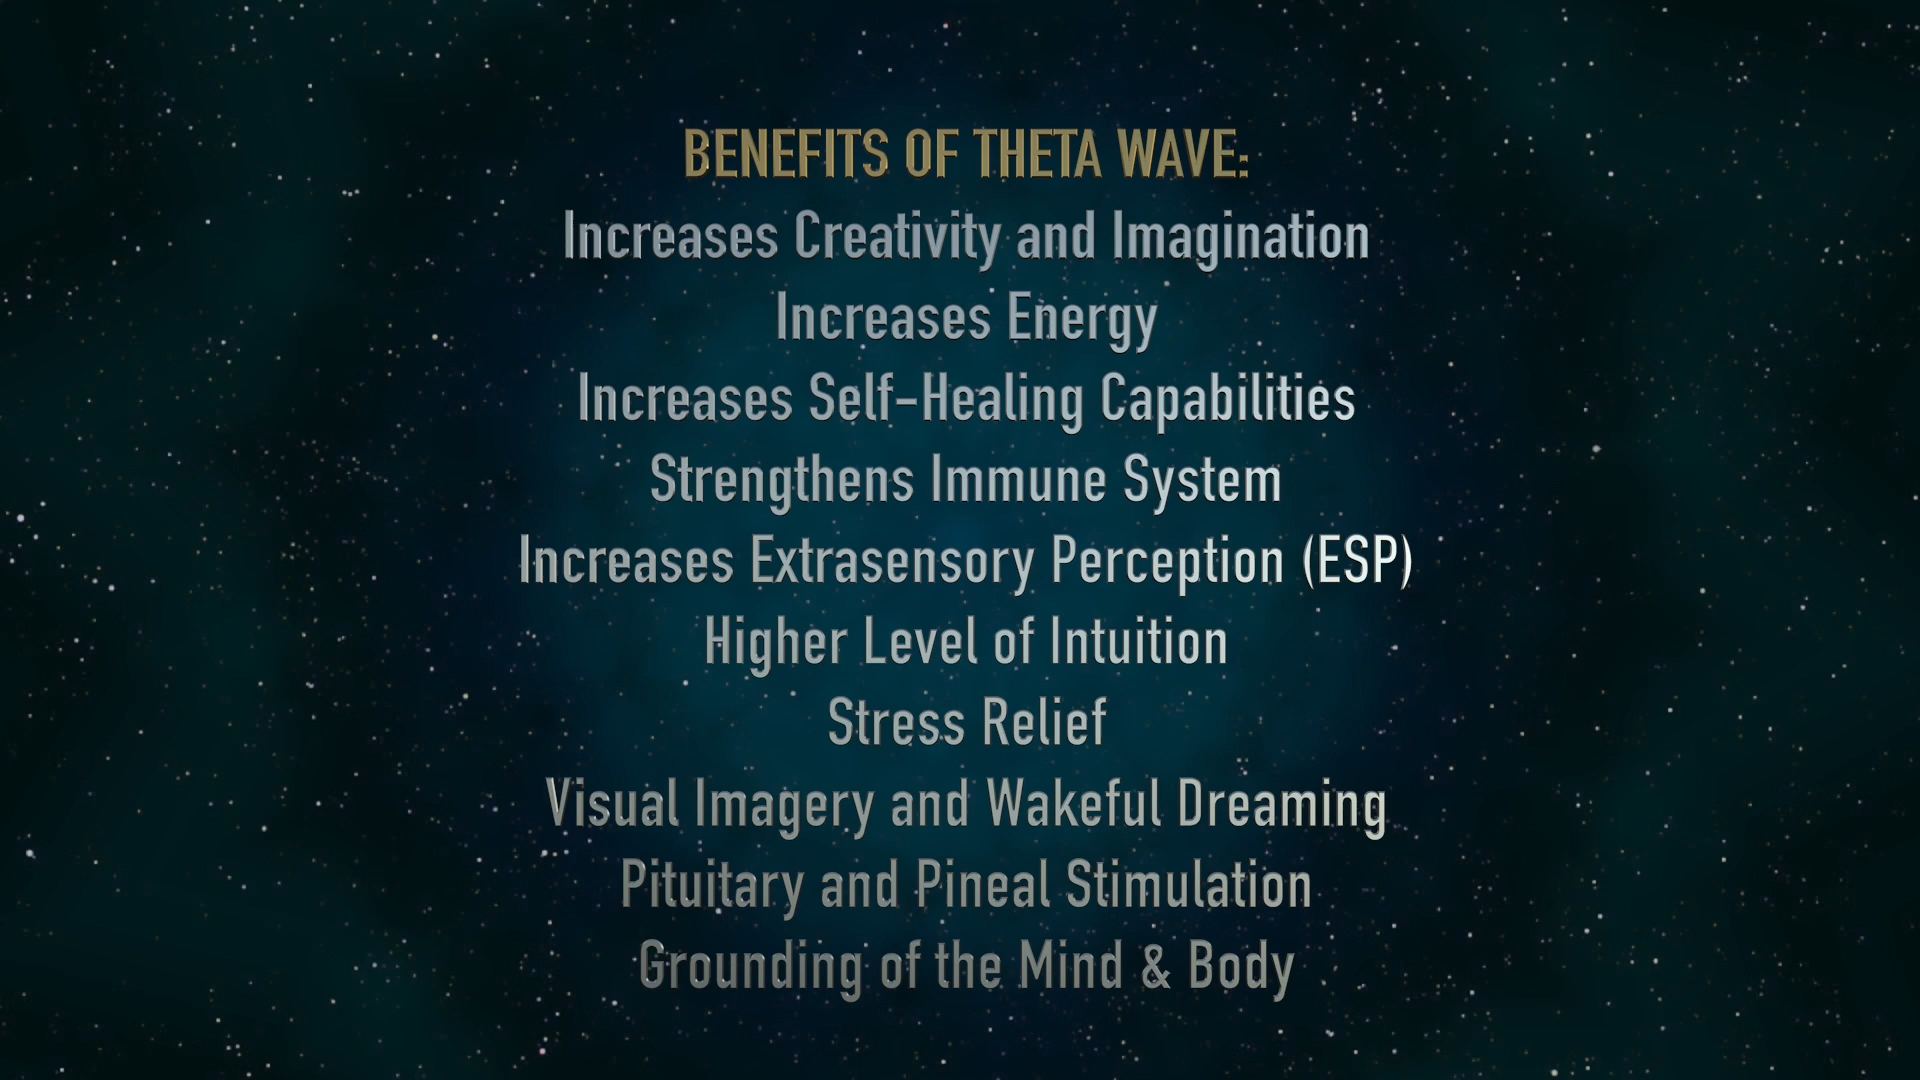 BENEFITS OF THETA WAVE:
Increases Creativity and Imagination
Increases Energy
Increases Self-Healing Capabilities
Strengthens Immune System
Increases Extrasensory Perception (ESP)
Higher Level of Intuition
Stress Relief
Visual Imagery and Wakeful Dreaming
Pituitary and Pineal Stimulation
Grounding of the Mind & Body